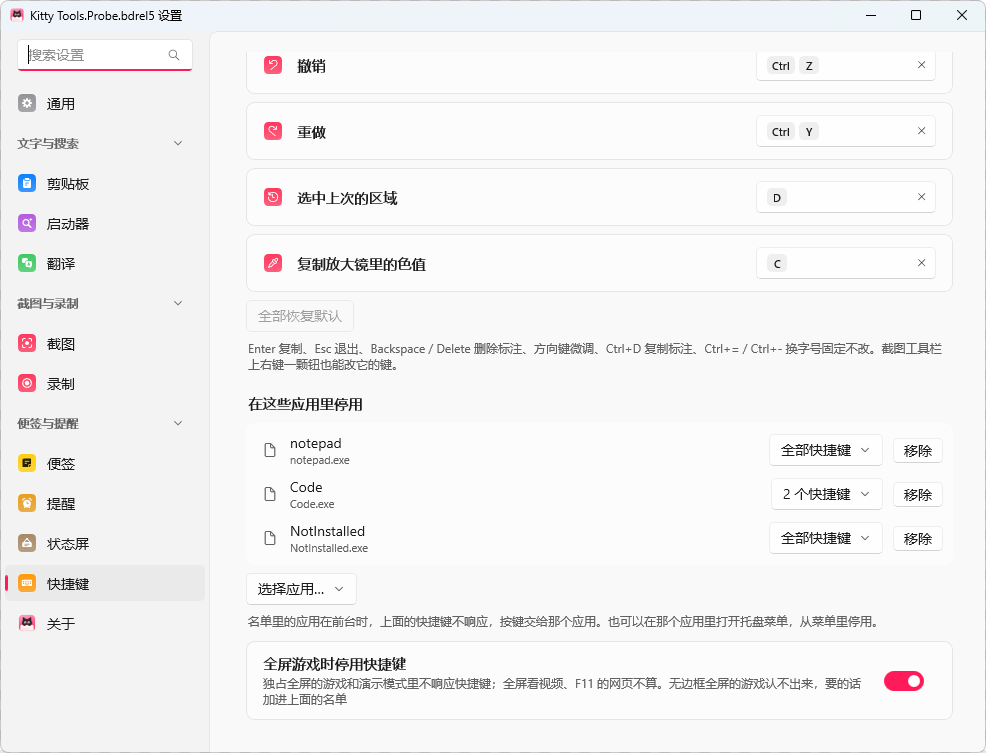 Kitty Tools.Probe.bdrel5 设置
搜索设置
通用
文字与搜索
剪贴板
启动器
翻译
截图与录制
截图
录制
便签与提醒
便签
提醒
状态屏
快捷键
关于
撤销
Ctrl Z
重做
Ctrl Y
选中上次的区域
D
复制放大镜里的色值
C
全部恢复默认
Enter 复制、Esc 退出、Backspace / Delete 删除标注、方向键微调、Ctrl+D 复制标注、Ctrl+= / Ctrl+- 换字号固定不改。截图工具栏
上右键一颗钮也能改它的键。
在这些应用里停用
notepad
notepad.exe
全部快捷键
移除
Code
Code.exe
2 个快捷键
移除
NotInstalled
NotInstalled.exe
全部快捷键
移除
选择应用...
名单里的应用在前台时，上面的快捷键不响应，按键交给那个应用。也可以在那个应用里打开托盘菜单，从菜单里停用。
全屏游戏时停用快捷键
独占全屏的游戏和演示模式里不响应快捷键；全屏看视频、F11 的网页不算。无边框全屏的游戏认不出来，要的话
加进上面的名单